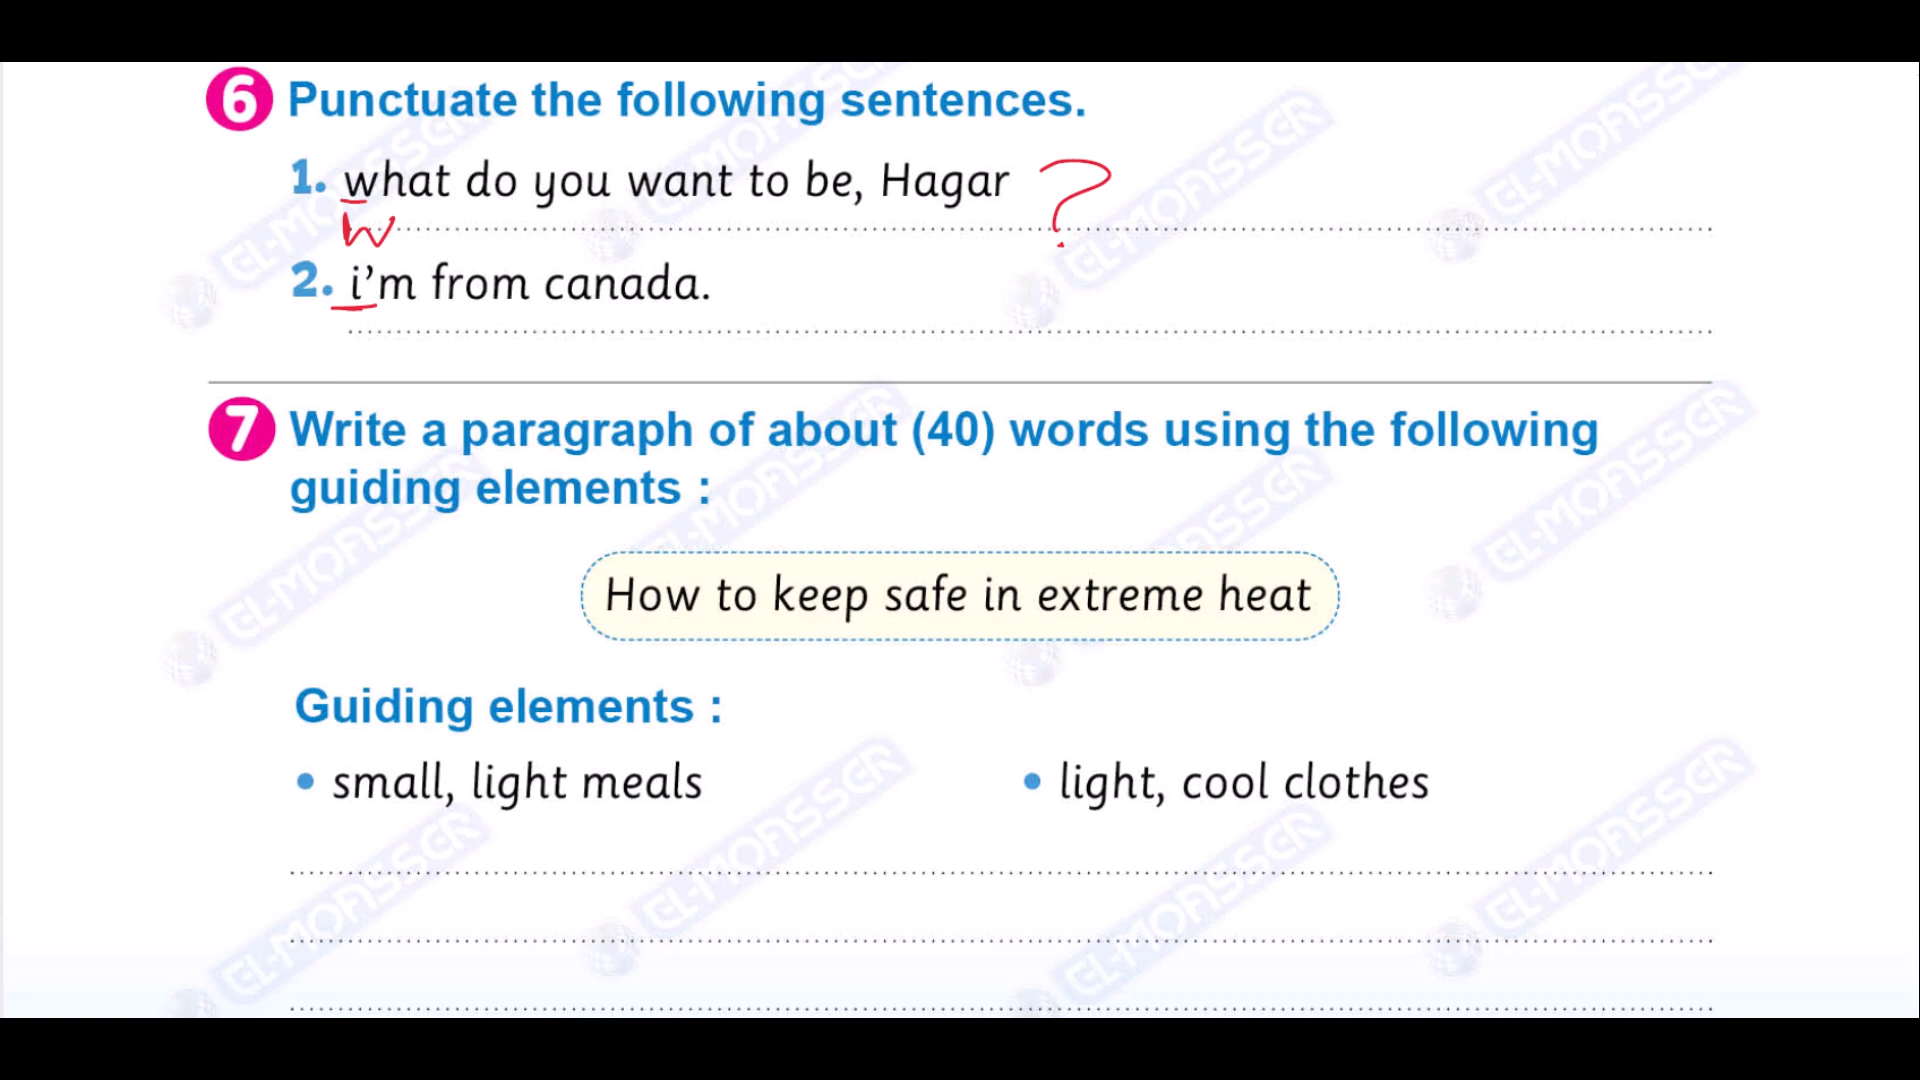 6 Punctuate the following sentences.
1. what do you want to be, Hagar ?
W
2. i'm from canada.
7 Write a paragraph of about (40) words using the following
guiding elements :
How to keep safe in extreme heat
Guiding elements :
• small, light meals • light, cool clothes
EL-MOASSER